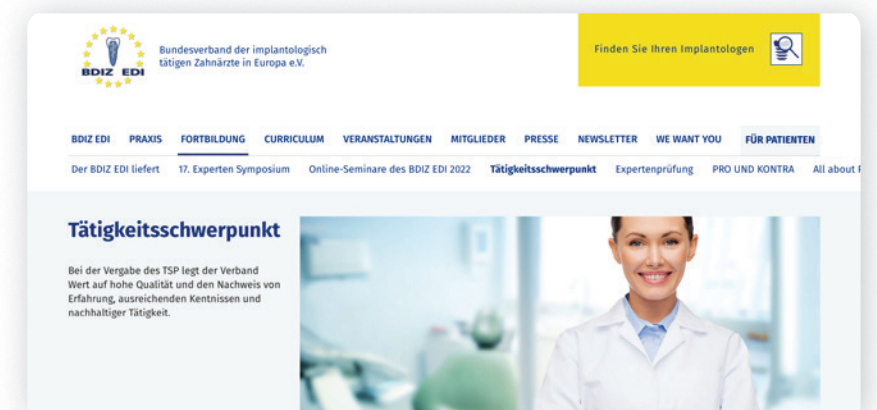 BDIZ EDI
Bundesverband der implantologisch
tätigen Zahnärzte in Europa e.V.
Finden Sie Ihren Implantologen
BDIZ EDI PRAXIS FORTBILDUNG CURRICULUM VERANSTALTUNGEN MITGLIEDER PRESSE NEWSLETTER WE WANT YOU FÜR PATIENTEN
Der BDIZ EDI liefert 17. Experten Symposium Online-Seminare des BDIZ EDI 2022 Tätigkeitsschwerpunkt Expertenprüfung PRO UND KONTRA All about
Tätigkeitsschwerpunkt
Bei der Vergabe des TSP legt der Verband
Wert auf hohe Qualität und den Nachweis von
Erfahrung, ausreichenden Kentnissen und
nachhaltiger Tätigkeit.